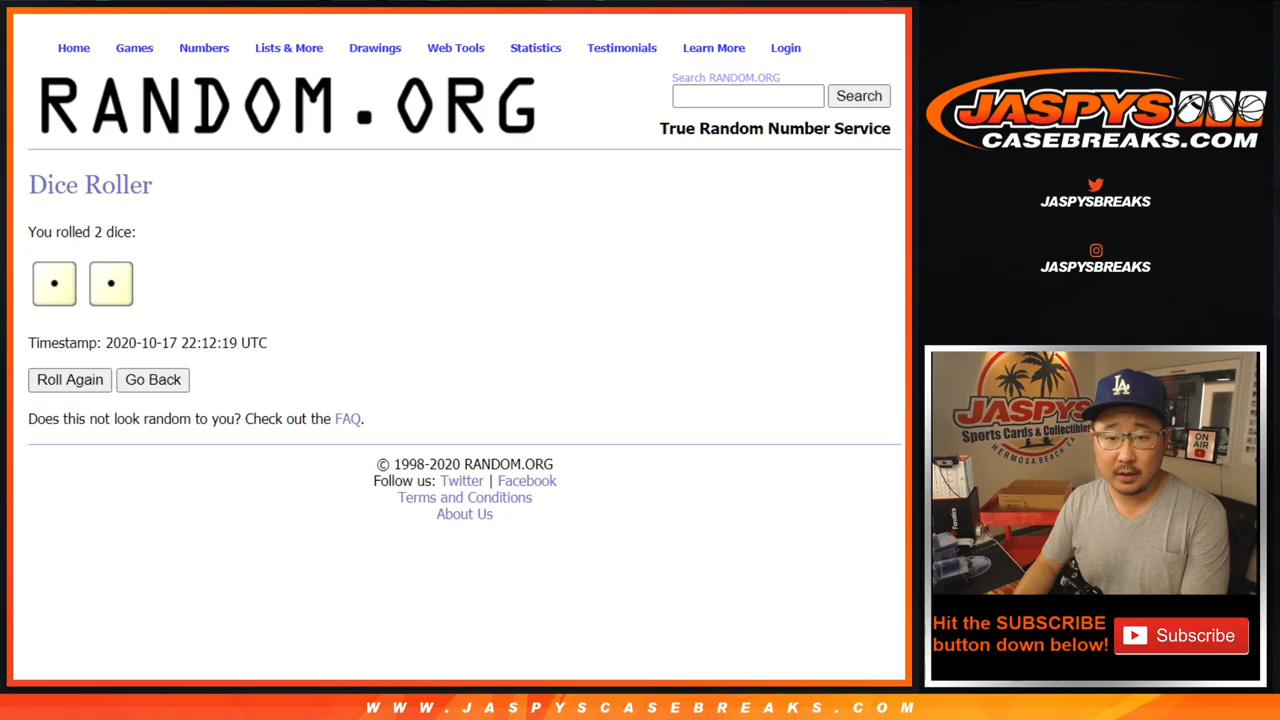 Home Games Numbers Lists & More Drawings Web Tools Statistics Testimonials Learn More Login
RANDOM.ORG
Search RANDOM.ORG
Search
True Random Number Service
Dice Roller
You rolled 2 dice:
Timestamp: 2020-10-17 22:12:19 UTC
Roll Again Go Back
Does this not look random to you? Check out the FAQ.
© 1998-2020 RANDOM.ORG
Follow us: Twitter | Facebook
Terms and Conditions
About Us
JASPYS
CASEBREAKS.COM
JASPYSBREAKS
JASPYSBREAKS
JASPYS
Sports Cards & Collectibles
HERMOSA BEACH, CA
LA
ON
AIR
Fanatics
Hit the SUBSCRIBE
button down below!
Subscribe
WWW.JASPYSCASEBREAKS.COM